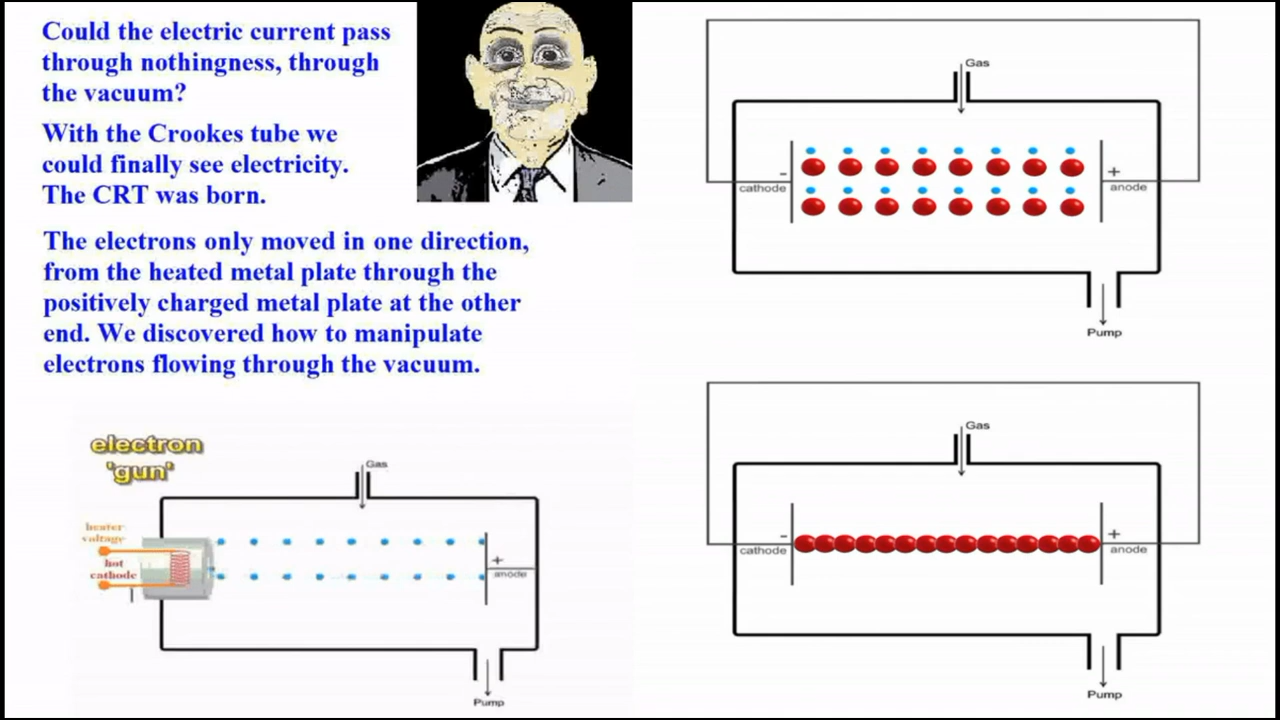 Could the electric current pass
through nothingness, through
the vacuum?
With the Crookes tube we
could finally see electricity.
The CRT was born.
The electrons only moved in one direction,
from the heated metal plate through the
positively charged metal plate at the other
end. We discovered how to manipulate
electrons flowing through the vacuum.
electron
'gun'
Gas
heater
voltage
hot
cathode
+
anode
Pump
Gas
-
cathode
+
anode
Pump
Gas
-
cathode
+
anode
Pump